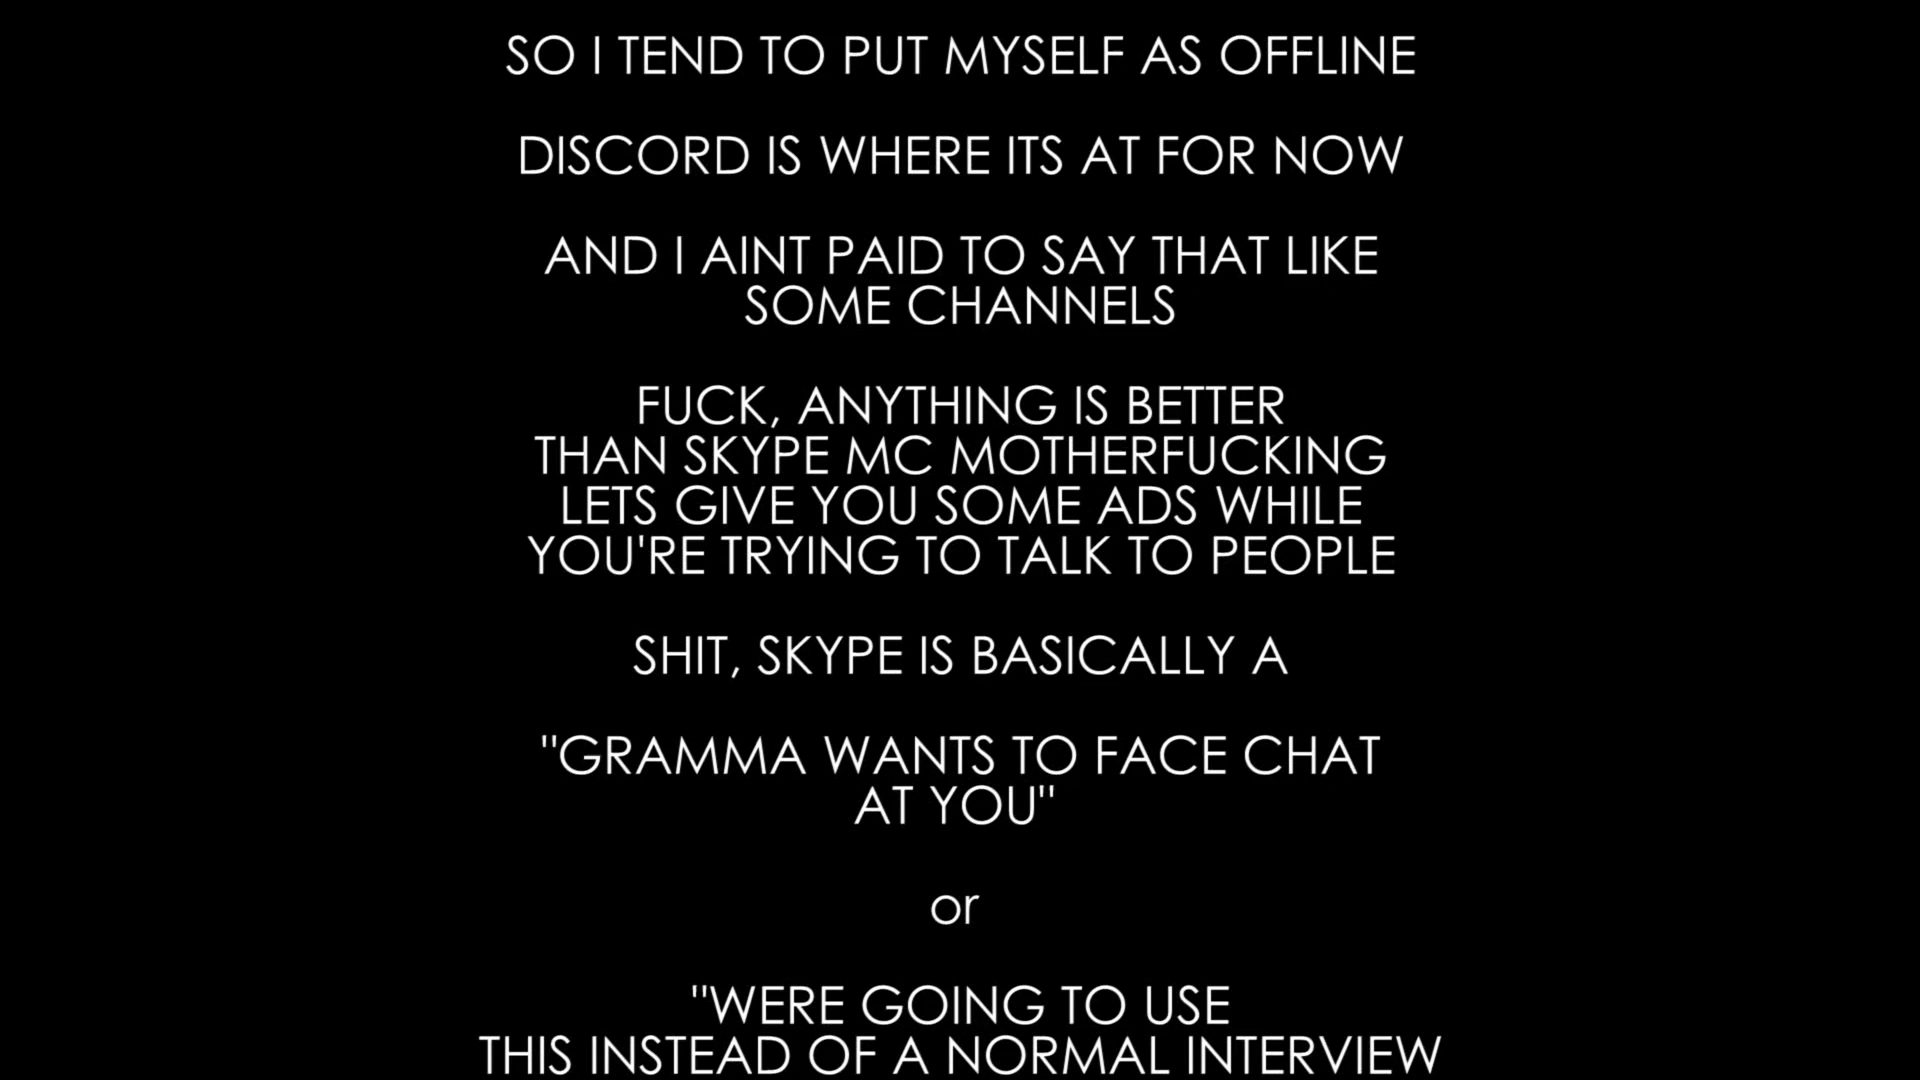 SO I TEND TO PUT MYSELF AS OFFLINE
DISCORD IS WHERE ITS AT FOR NOW
AND I AINT PAID TO SAY THAT LIKE
SOME CHANNELS
FUCK, ANYTHING IS BETTER
THAN SKYPE MC MOTHERFUCKING
LETS GIVE YOU SOME ADS WHILE
YOU'RE TRYING TO TALK TO PEOPLE
SHIT, SKYPE IS BASICALLY A
"GRAMMA WANTS TO FACE CHAT
AT YOU"
or
"WERE GOING TO USE
THIS INSTEAD OF A NORMAL INTERVIEW